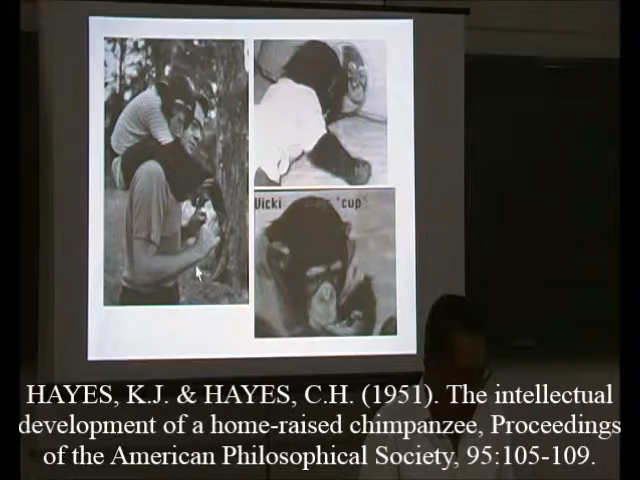 Vicki "cup"
HAYES, K.J. & HAYES, C.H. (1951). The intellectual
development of a home-raised chimpanzee, Proceedings
of the American Philosophical Society, 95:105-109.